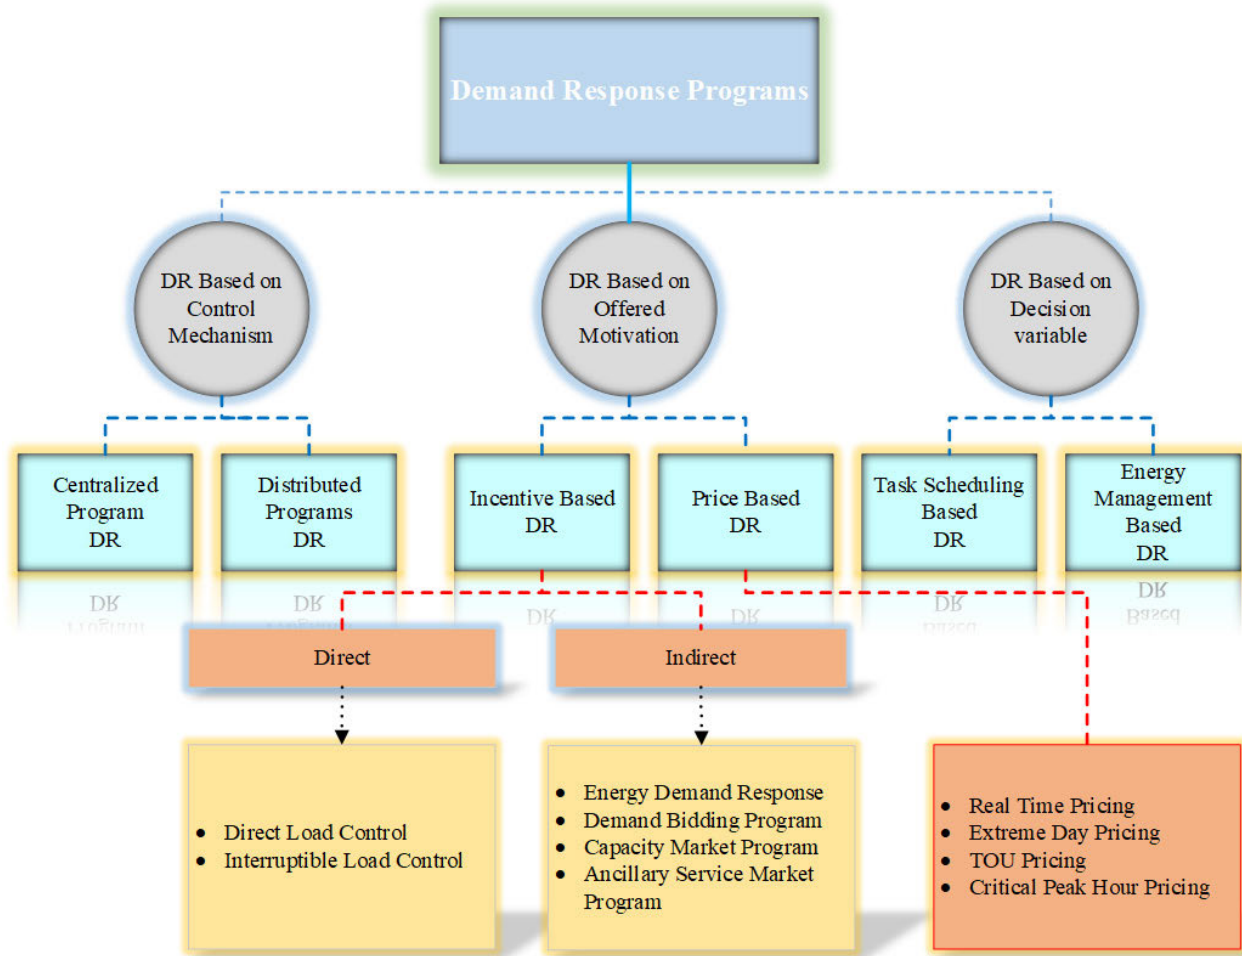 Demand Response Programs
DR Based on
Control
Mechanism
DR Based on
Offered
Motivation
DR Based on
Decision
variable
Centralized
Program
DR
Distributed
Programs
DR
Incentive Based
DR
Price Based
DR
Task Scheduling
Based
DR
Energy
Management
Based
DR
Direct
Indirect
● Direct Load Control
● Interruptible Load Control
● Energy Demand Response
● Demand Bidding Program
● Capacity Market Program
● Ancillary Service Market
Program
● Real Time Pricing
● Extreme Day Pricing
● TOU Pricing
● Critical Peak Hour Pricing